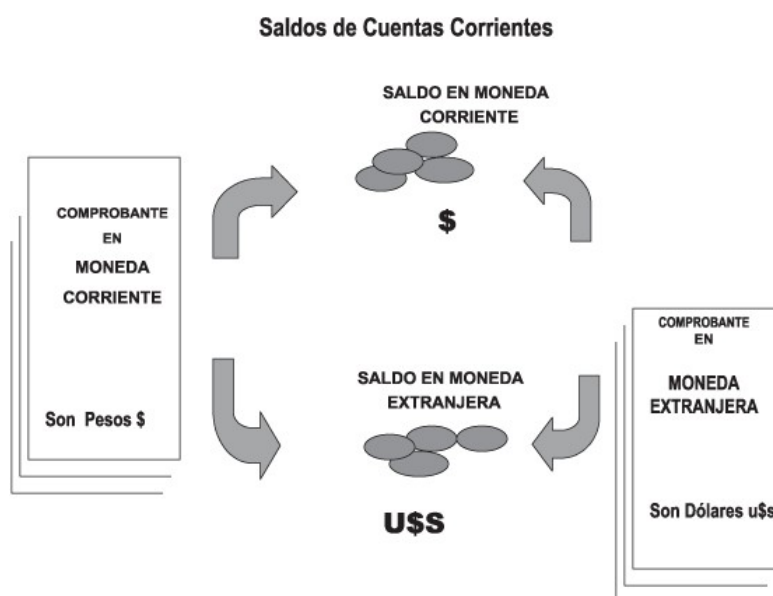 Saldos de Cuentas Corrientes
SALDO EN MONEDA
CORRIENTE
$
COMPROBANTE
EN
MONEDA
CORRIENTE
Son Pesos $
SALDO EN MONEDA
EXTRANJERA
U$S
COMPROBANTE
EN
MONEDA
EXTRANJERA
Son Dólares u$s